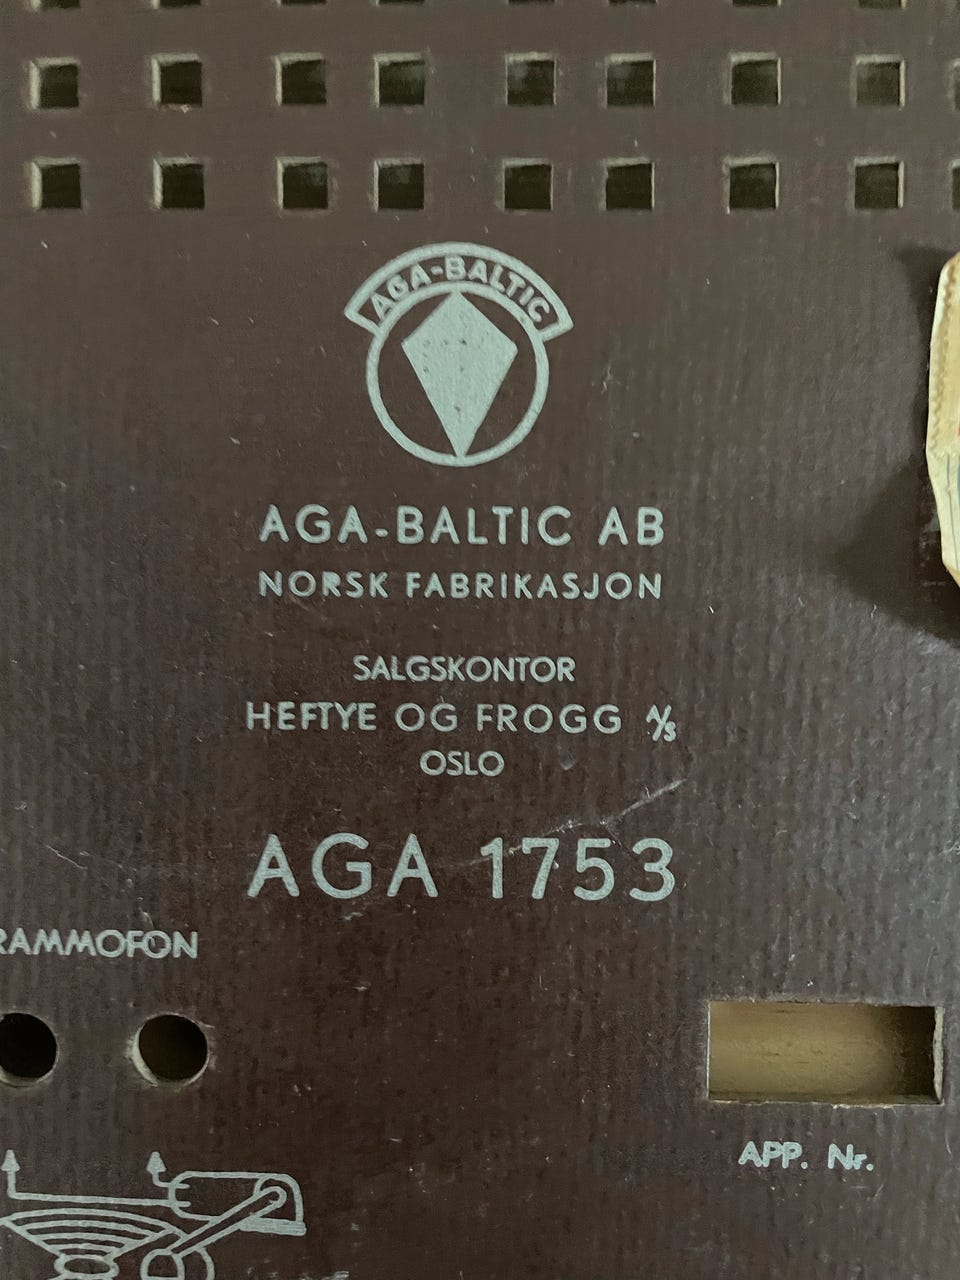 AGA-BALTIC
AGA-BALTIC AB
NORSK FABRIKASJON
SALGSKONTOR
HEFTYE OG FROGG A/S
OSLO
AGA 1753
RAMMOFON
APP. Nr.